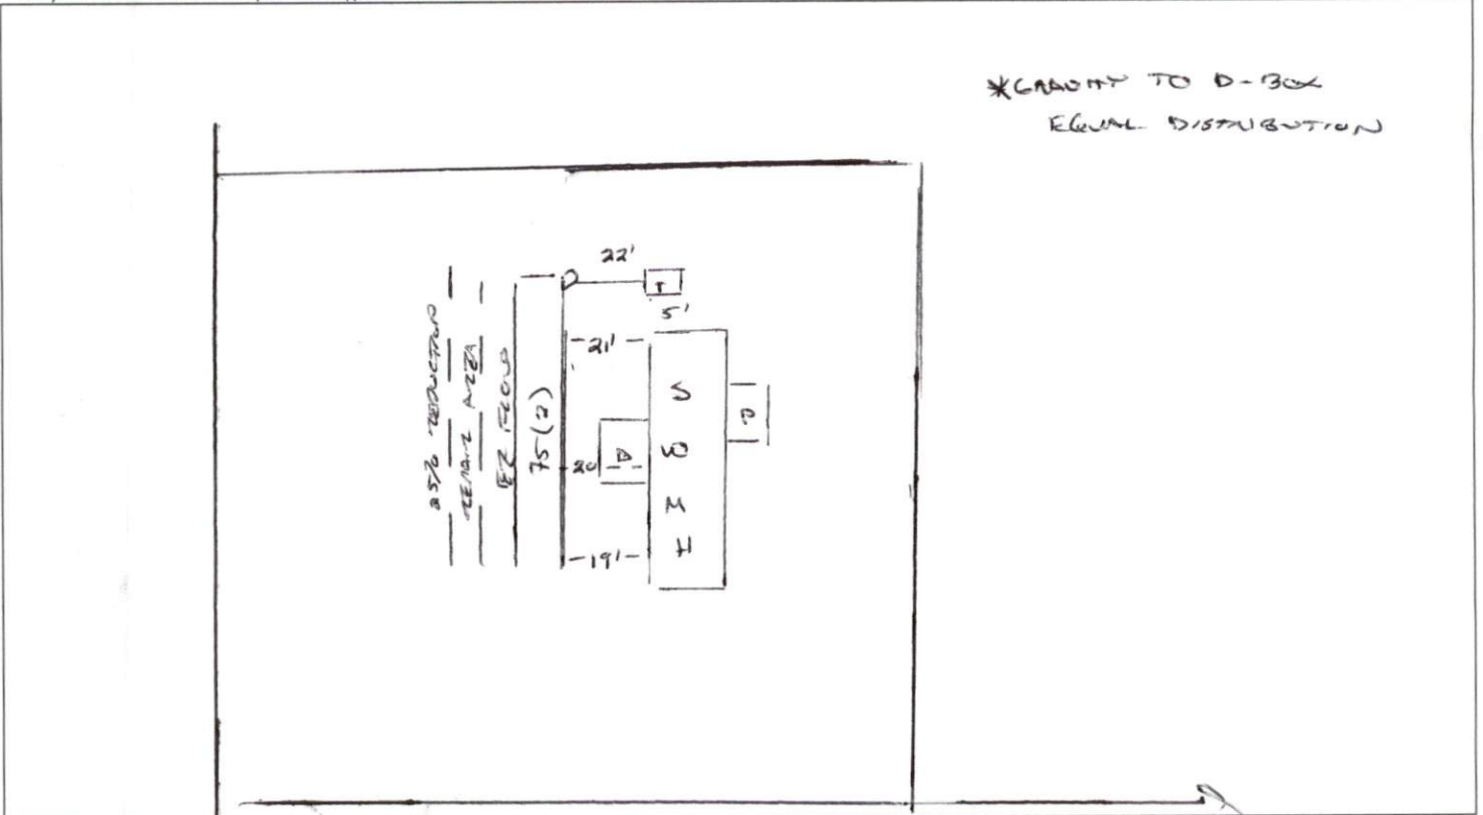 *GRAVITY TO D-BOX
EQUAL DISTRIBUTION
22'
T
5'
-21'-
25% REDUCTION
REPAIR AREA
EZ FLOW
75(2)
20
D
S
W
M
H
-19'-